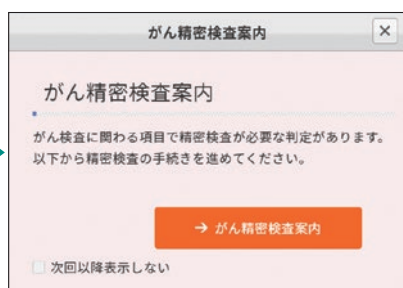 がん精密検査案内
がん精密検査案内
がん検査に関わる項目で精密検査が必要な判定があります。
以下から精密検査の手続きを進めてください。
→ がん精密検査案内
次回以降表示しない